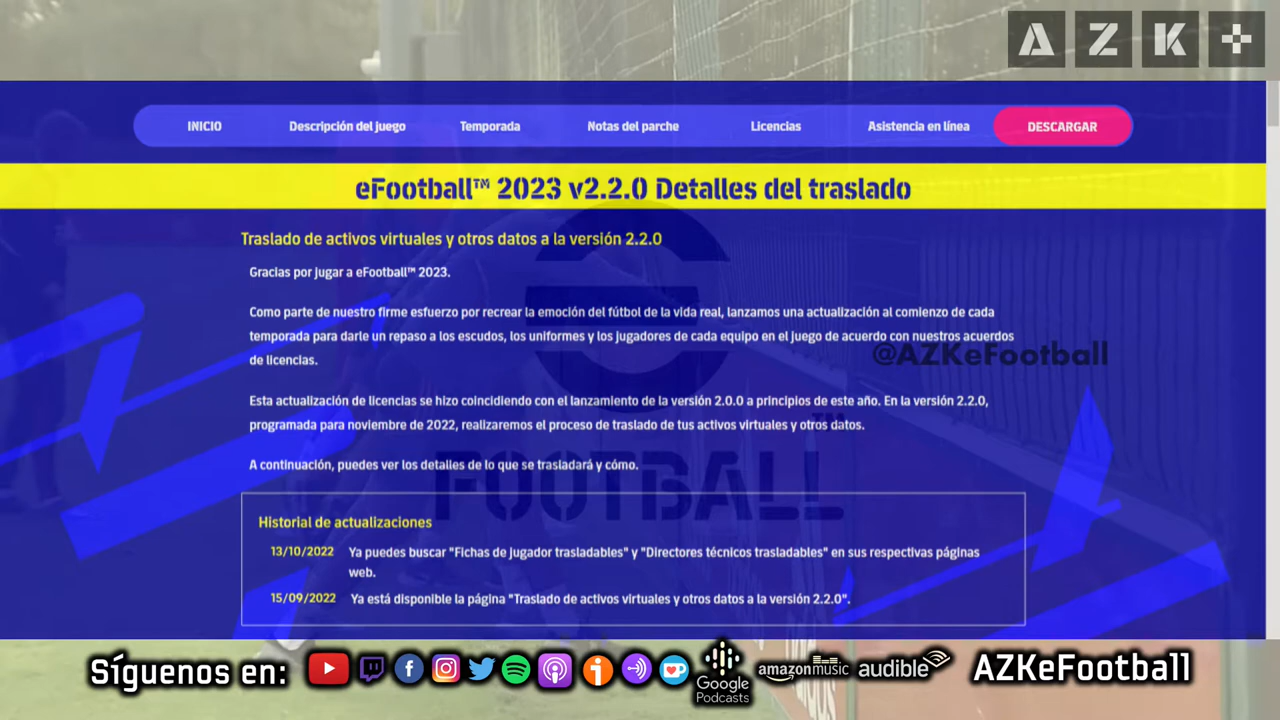 A Z K +
INICIO Descripción del juego Temporada Notas del parche Licencias Asistencia en línea DESCARGAR
eFootball™ 2023 v2.2.0 Detalles del traslado
Traslado de activos virtuales y otros datos a la versión 2.2.0
Gracias por jugar a eFootball™ 2023.
Como parte de nuestro firme esfuerzo por recrear la emoción del fútbol de la vida real, lanzamos una actualización al comienzo de cada
temporada para darle un repaso a los escudos, los uniformes y los jugadores de cada equipo en el juego de acuerdo con nuestros acuerdos
de licencias.
@AZKeFootball
Esta actualización de licencias se hizo coincidiendo con el lanzamiento de la versión 2.0.0 a principios de este año. En la versión 2.2.0,
programada para noviembre de 2022, realizaremos el proceso de traslado de tus activos virtuales y otros datos.
A continuación, puedes ver los detalles de lo que se trasladará y cómo.
FOOTBALL™
Historial de actualizaciones
13/10/2022 Ya puedes buscar "Fichas de jugador trasladables" y "Directores técnicos trasladables" en sus respectivas páginas
web.
15/09/2022 Ya está disponible la página "Traslado de activos virtuales y otros datos a la versión 2.2.0".
Síguenos en: Google Podcasts amazon music audible AZKeFootball